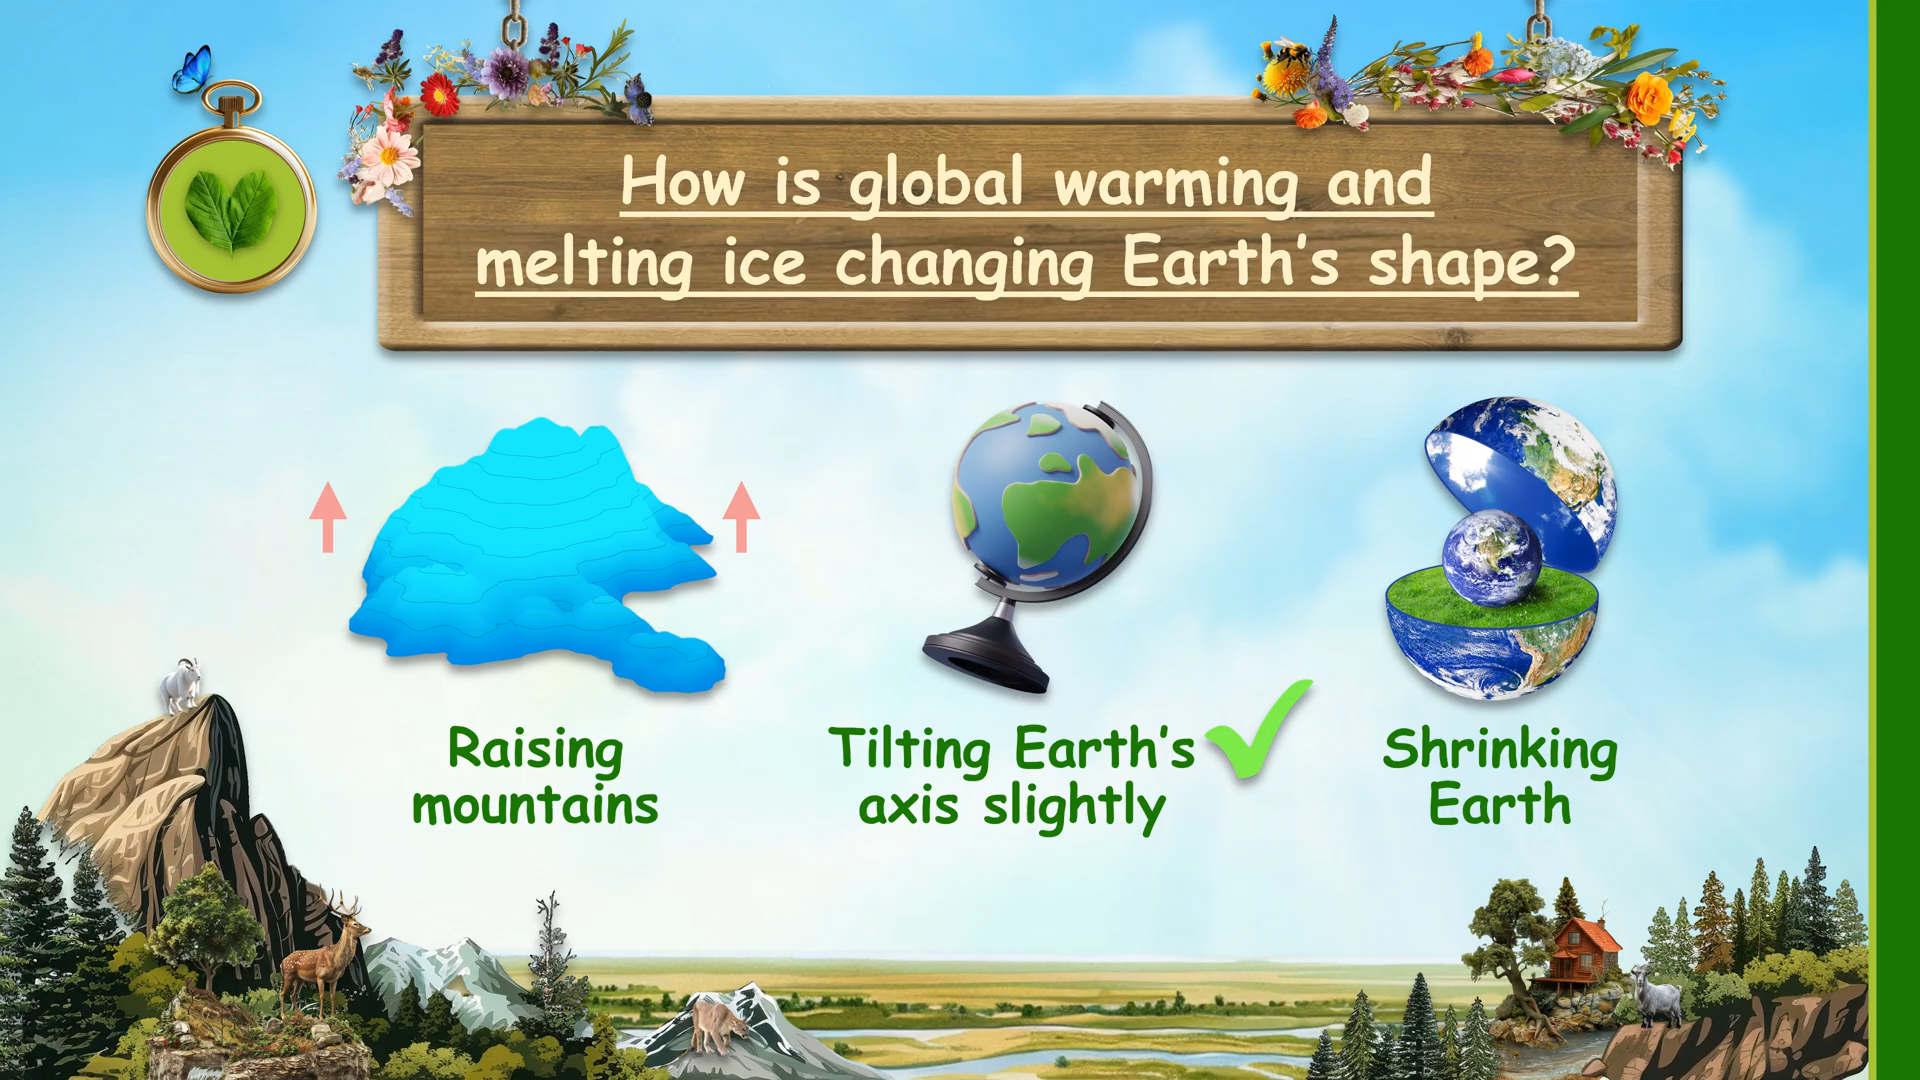 How is global warming and
melting ice changing Earth's shape?
Raising
mountains
Tilting Earth's
axis slightly
Shrinking
Earth